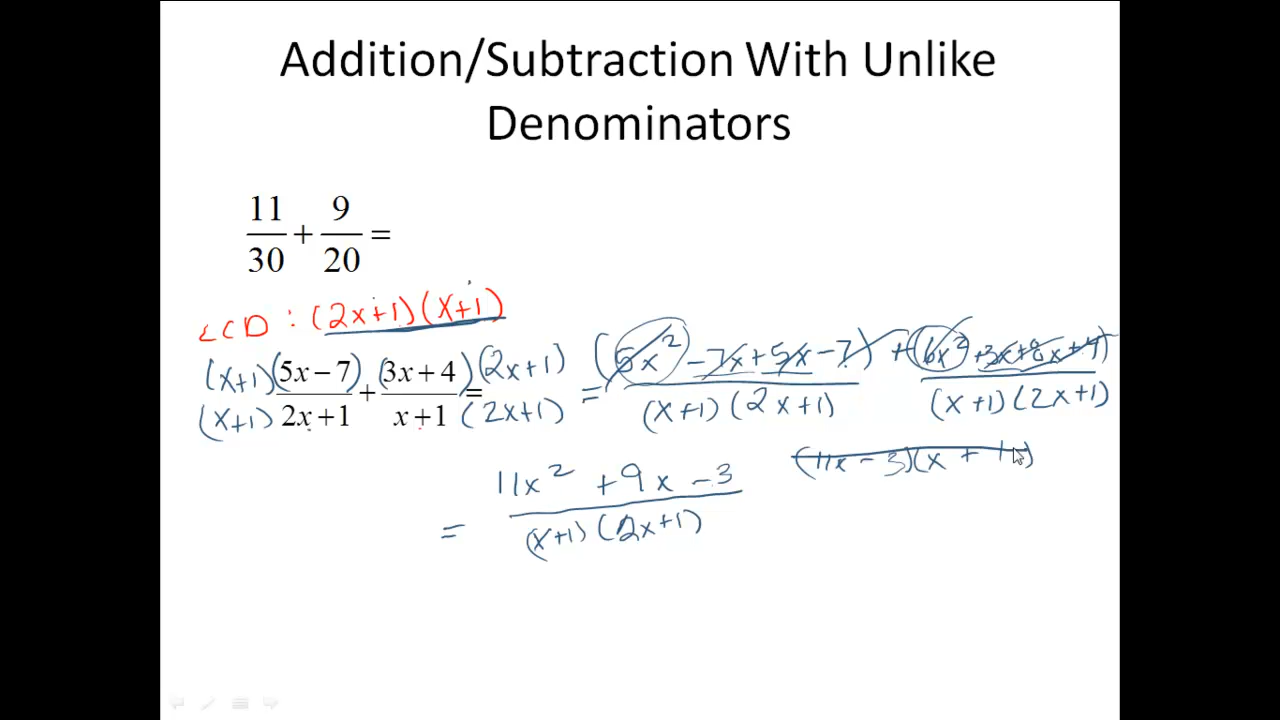 Addition/Subtraction With Unlike
Denominators
11/30 + 9/20 =
LCD : (2x+1)(x+1)
(x+1)(5x − 7)/(x+1) 2x + 1 + (3x + 4)(2x+1)/x + 1 (2x+1) = (5x² − 7x + 5x − 7)/(x+1)(2x+1) + (6x² + 3x + 8x + 4)/(x+1)(2x+1)
(11x − 3)(x + 1)
= 11x² + 9x − 3/(x+1)(2x+1)